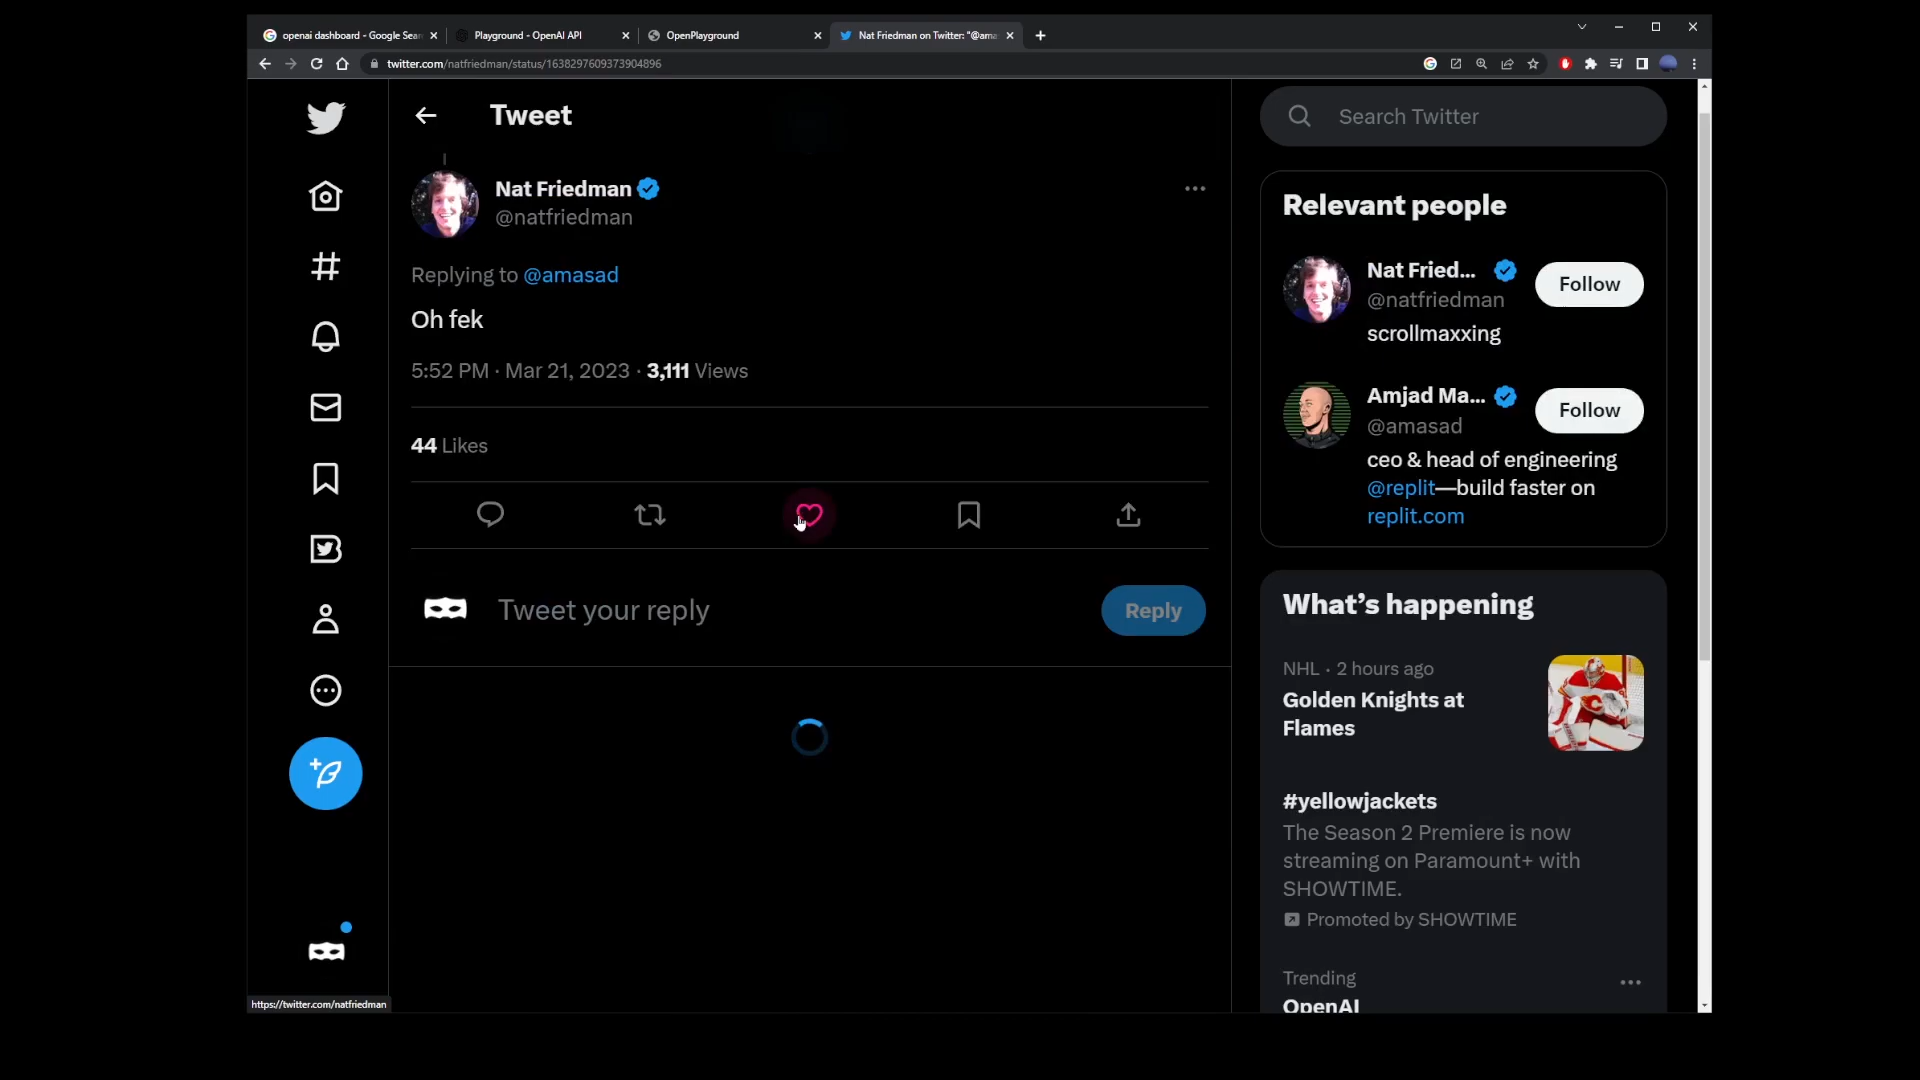 openai dashboard - Google Sear
Playground - OpenAI API
OpenPlayground
Nat Friedman on Twitter: "@ama
twitter.com/natfriedman/status/1638297609373904896
Tweet
Search Twitter
Nat Friedman
@natfriedman
Replying to @amasad
Oh fek
5:52 PM · Mar 21, 2023 · 3,111 Views
44 Likes
Tweet your reply
Reply
Relevant people
Nat Fried...
@natfriedman
Follow
scrollmaxxing
Amjad Ma...
@amasad
Follow
ceo & head of engineering
@replit—build faster on
replit.com
What's happening
NHL · 2 hours ago
Golden Knights at
Flames
#yellowjackets
The Season 2 Premiere is now
streaming on Paramount+ with
SHOWTIME.
Promoted by SHOWTIME
Trending
OpenAI
https://twitter.com/natfriedman